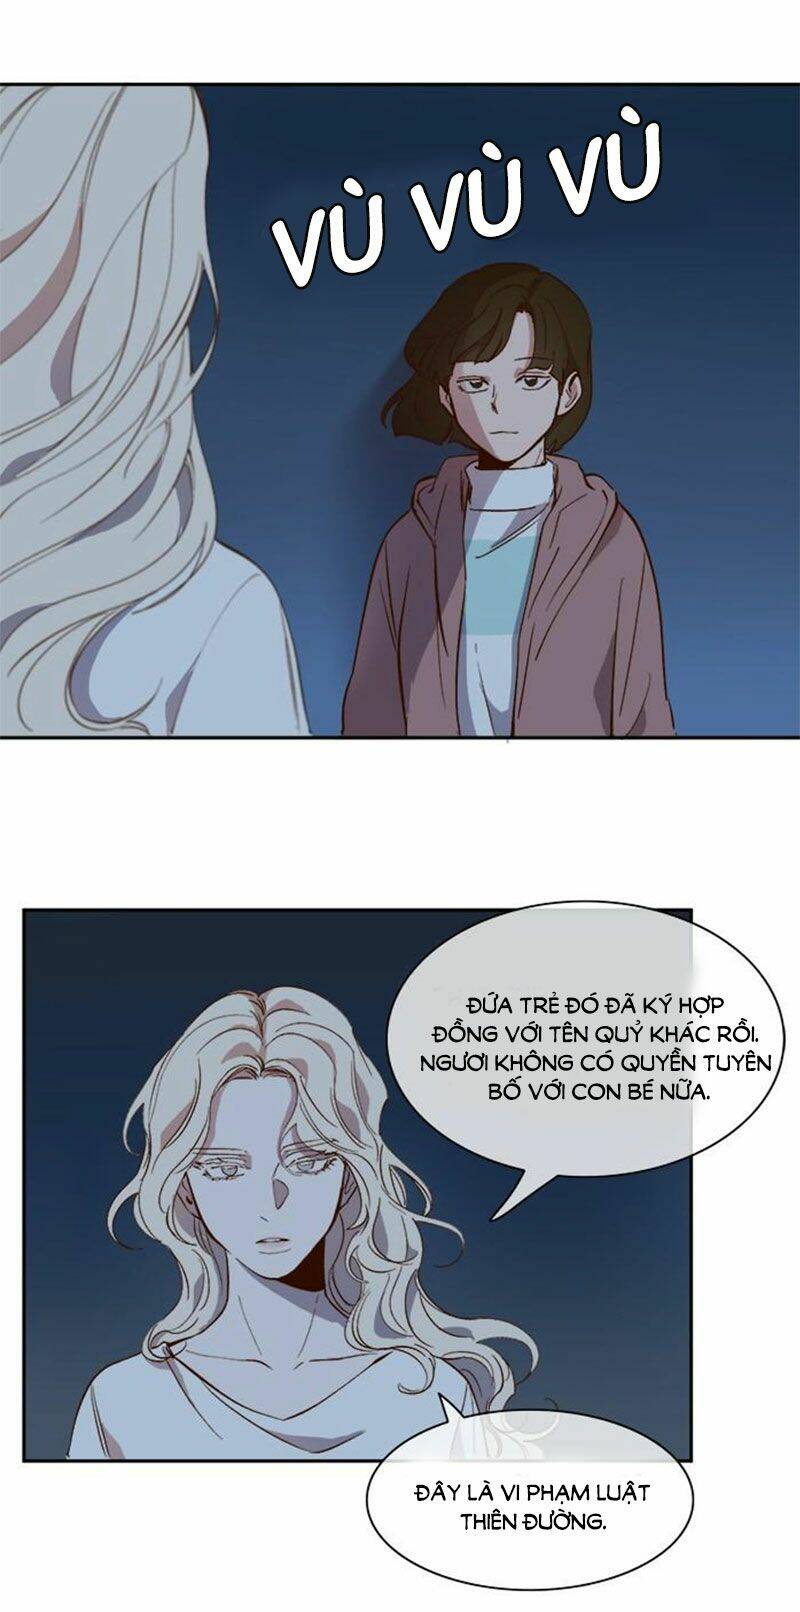 VÙ VÙ VÙ
ĐỨA TRẺ ĐÓ ĐÃ KÝ HỢP
ĐỒNG VỚI TÊN QUỶ KHÁC RỒI.
NGƯƠI KHÔNG CÓ QUYỀN TUYÊN
BỐ VỚI CON BÉ NỮA.
ĐÂY LÀ VI PHẠM LUẬT
THIÊN ĐƯỜNG.